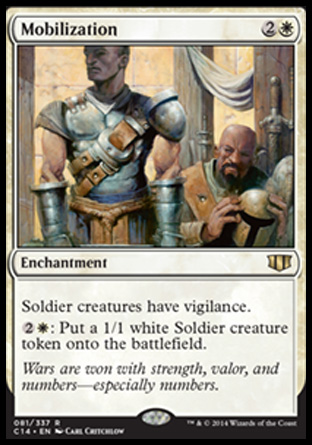 Mobilization 2
Enchantment
Soldier creatures have vigilance.
2 : Put a 1/1 white Soldier creature
token onto the battlefield.
Wars are won with strength, valor, and
numbers—especially numbers.
081/337 R
C14 • EN Carl Critchlow
™ & © 2014 Wizards of the Coast